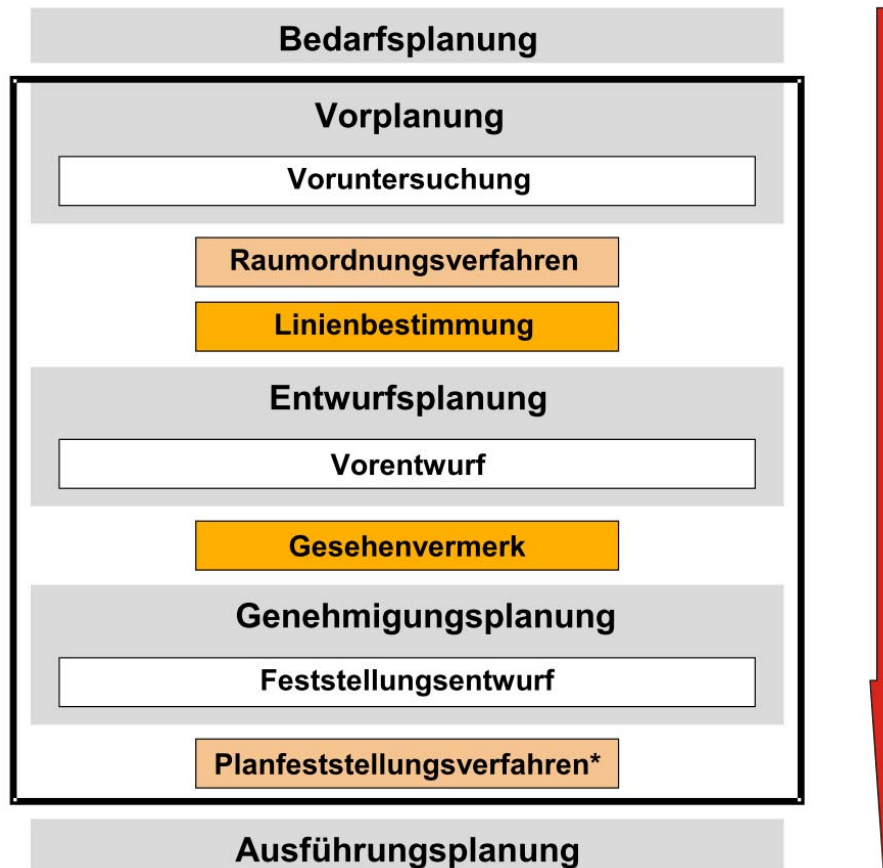 Bedarfsplanung
Vorplanung
Voruntersuchung
Raumordnungsverfahren
Linienbestimmung
Entwurfsplanung
Vorentwurf
Gesehenvermerk
Genehmigungsplanung
Feststellungsentwurf
Planfeststellungsverfahren*
Ausführungsplanung